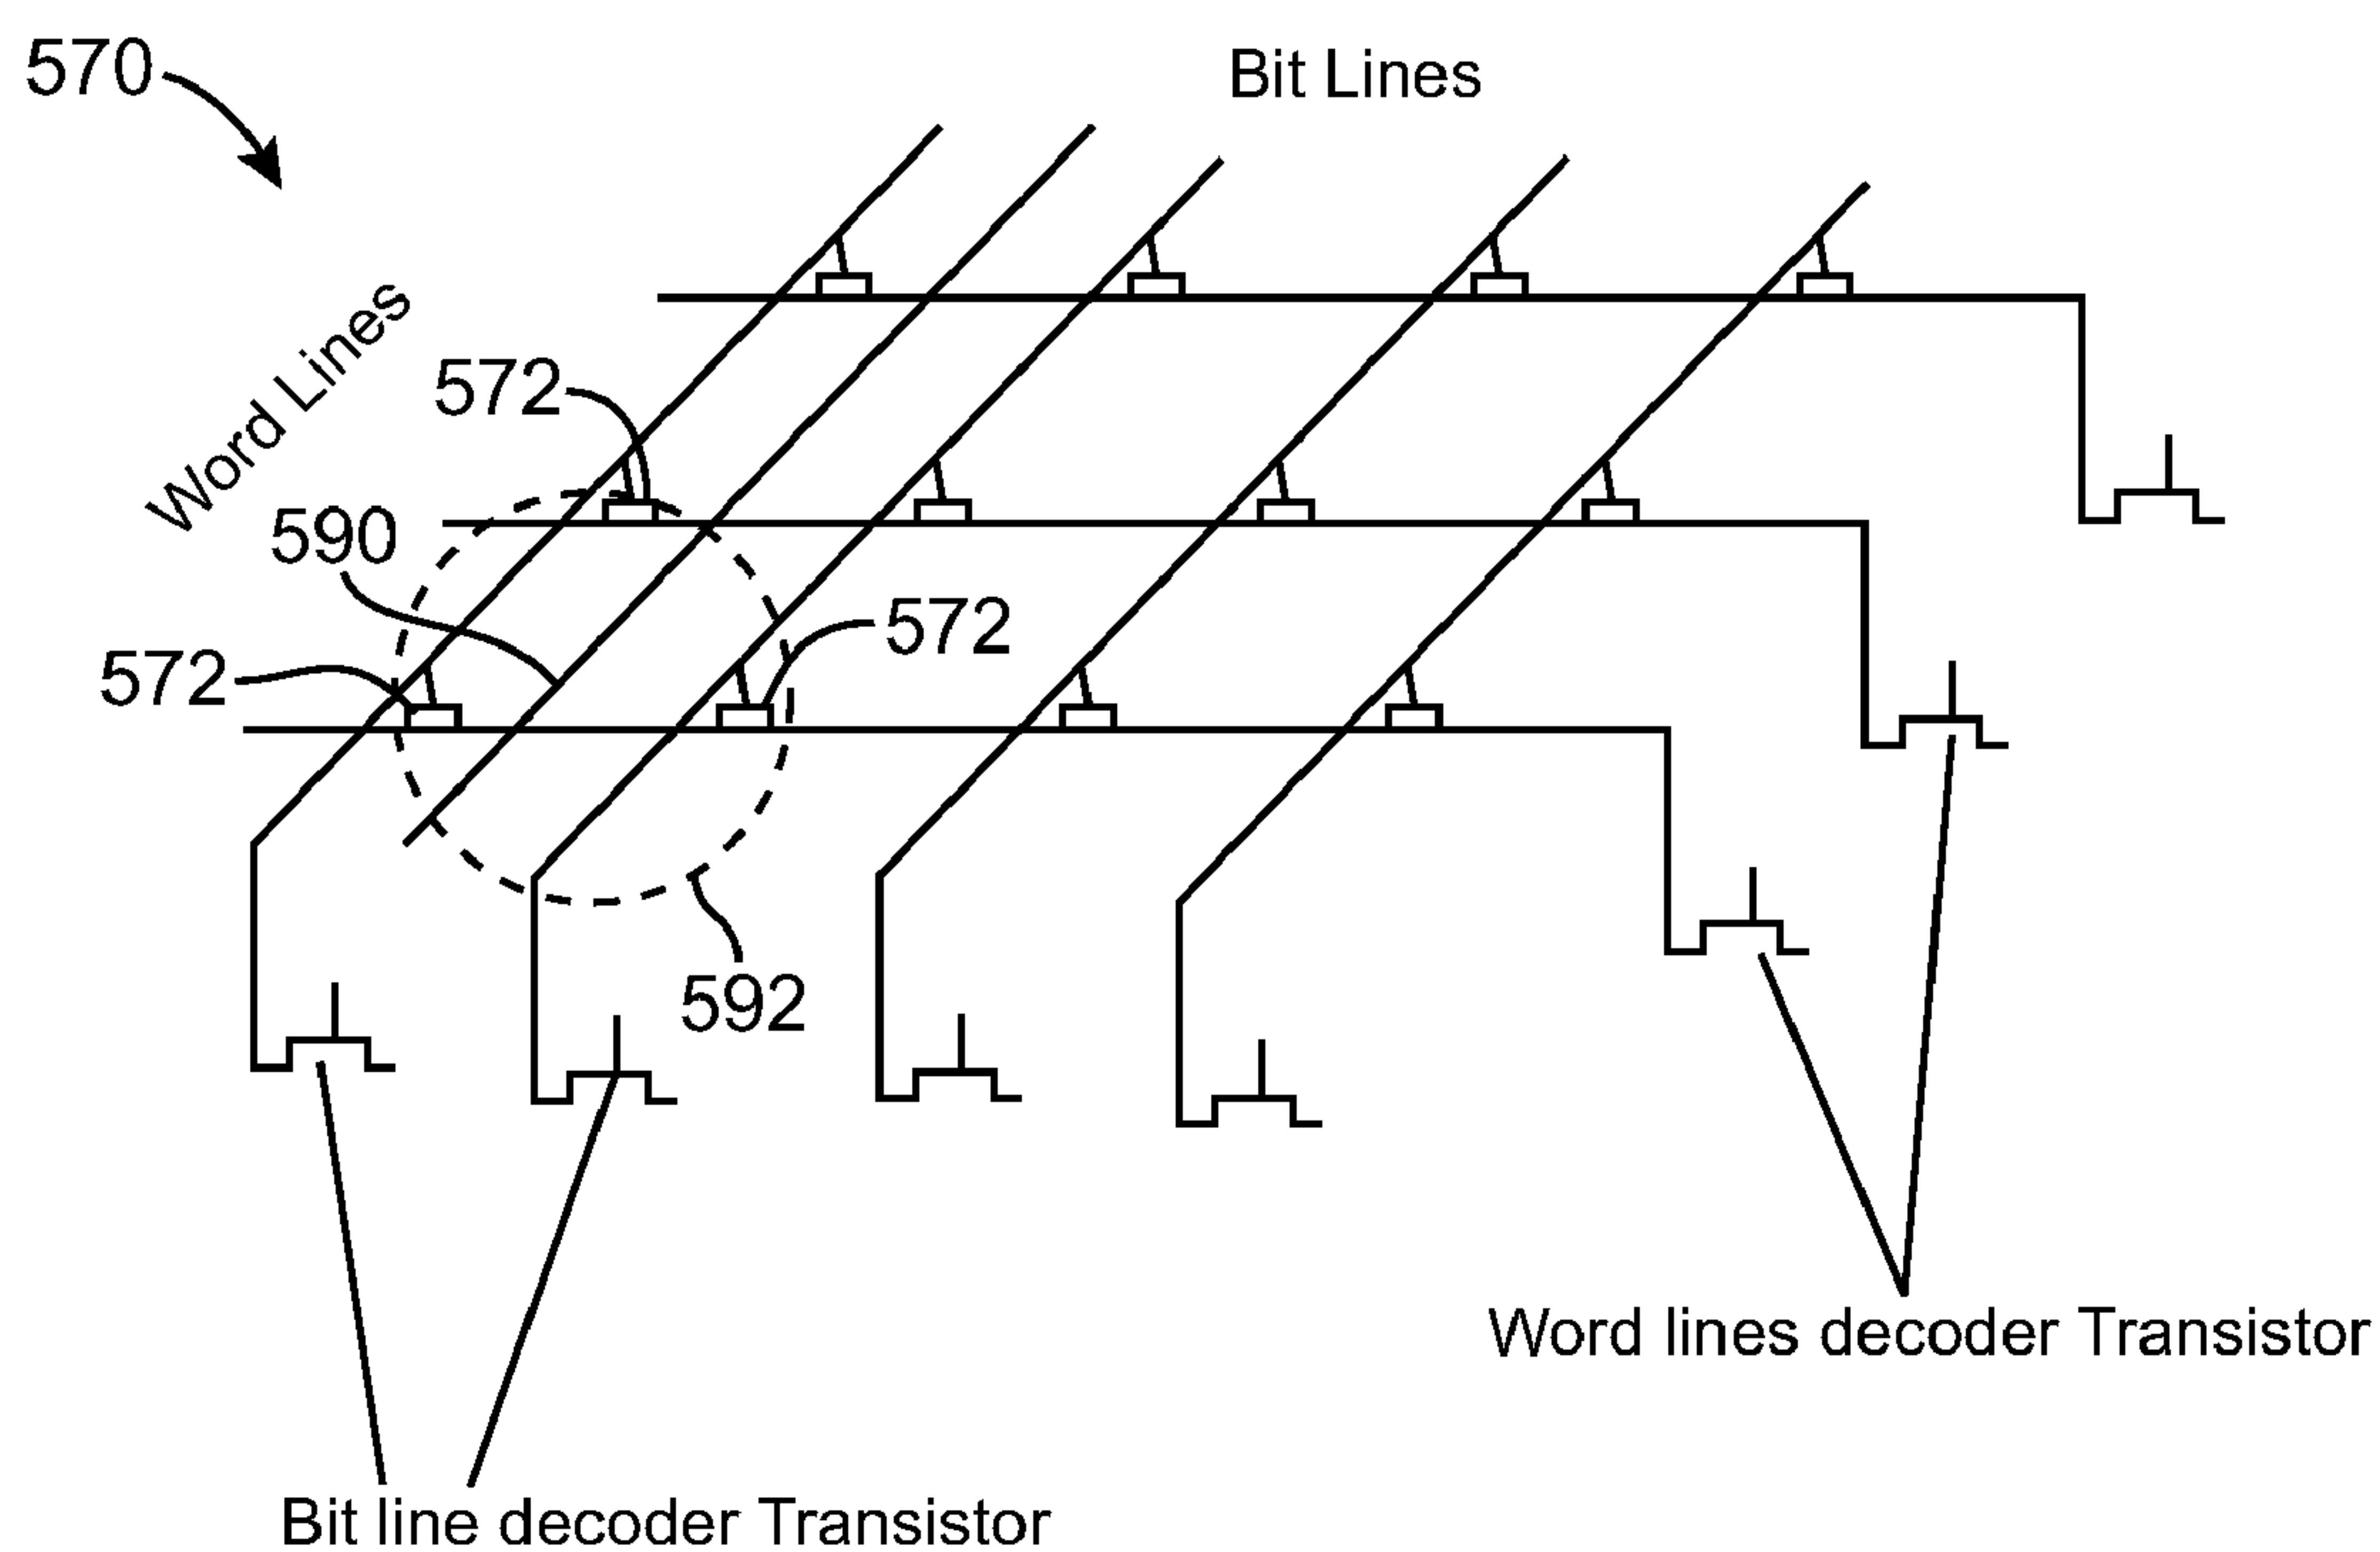 570
Bit Lines
Word Lines
572
590
572
572
592
Word lines decoder Transistor
Bit line decoder Transistor